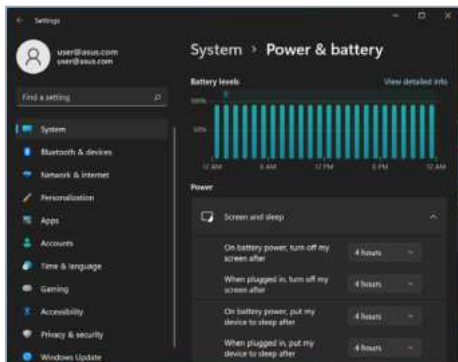 Settings
user@asus.com
user@asus.com
Find a setting
System
Bluetooth & devices
Network & internet
Personalization
Apps
Accounts
Time & language
Gaming
Accessibility
Privacy & security
Windows Update
System > Power & battery
Battery levels
View detailed info
100%
50%
12 AM
6 AM
12 PM
6 PM
12 AM
Power
Screen and sleep
On battery power, turn off my
screen after
4 hours
When plugged in, turn off my
screen after
4 hours
On battery power, put my
device to sleep after
4 hours
When plugged in, put my
device to sleep after
4 hours